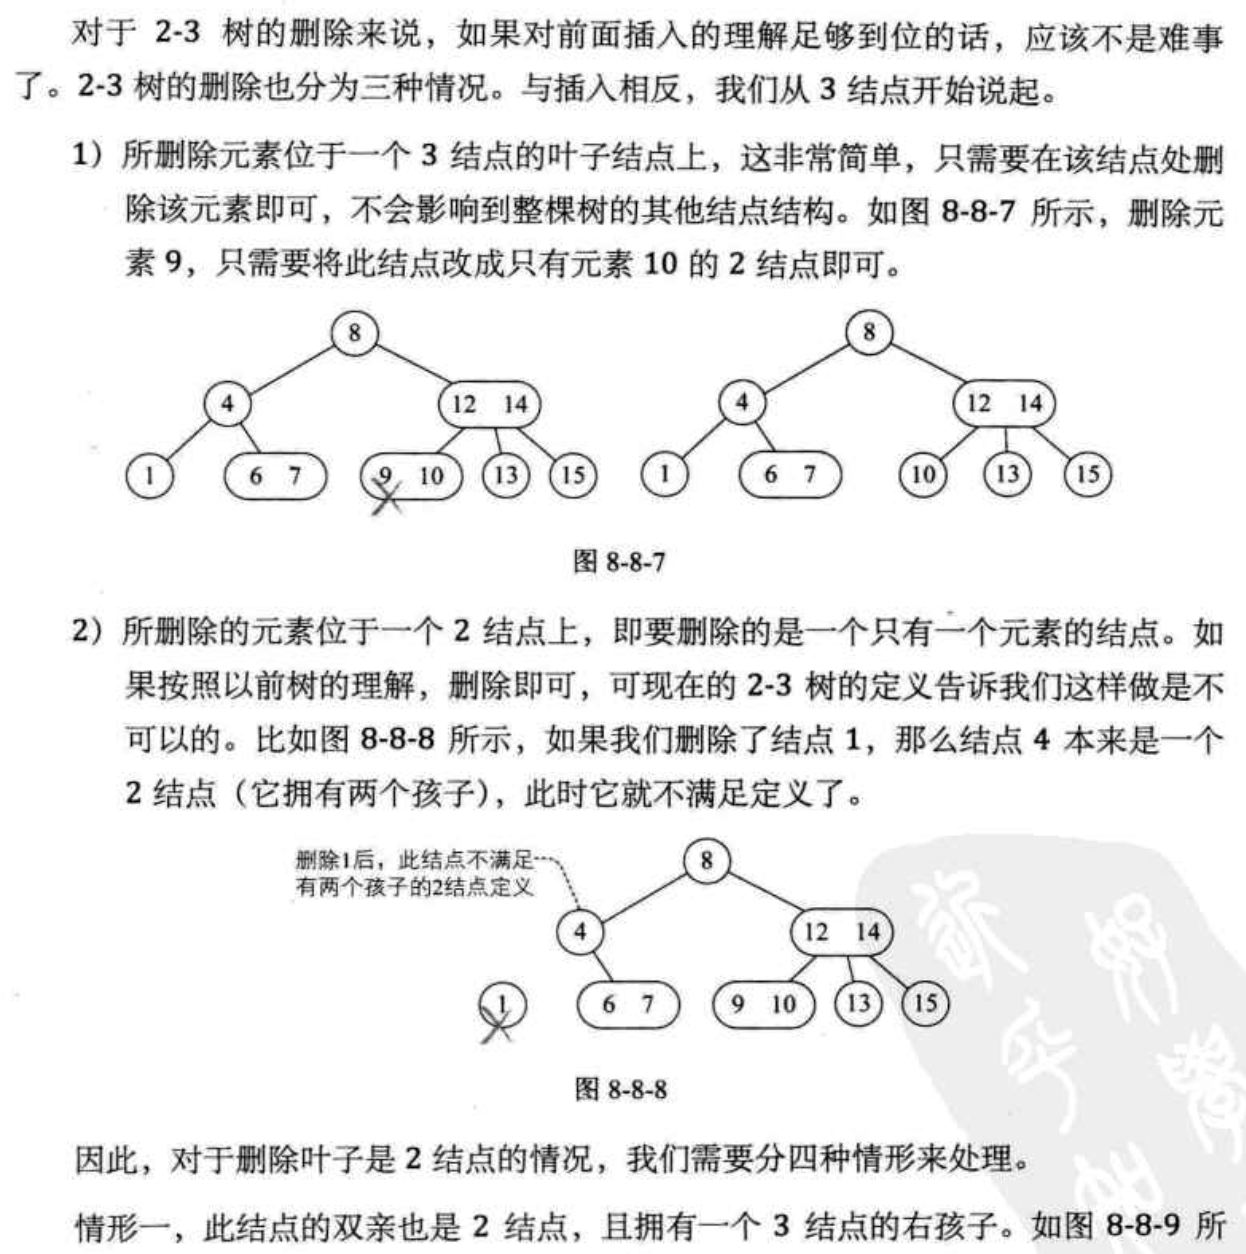 对于 2-3 树的删除来说，如果对前面插入的理解足够到位的话，应该不是难事
了。2-3 树的删除也分为三种情况。与插入相反，我们从 3 结点开始说起。
1）所删除元素位于一个 3 结点的叶子结点上，这非常简单，只需要在该结点处删
除该元素即可，不会影响到整棵树的其他结点结构。如图 8-8-7 所示，删除元
素 9，只需要将此结点改成只有元素 10 的 2 结点即可。
8
4
12 14
1
6 7
9 10
13
15
8
4
12 14
1
6 7
10
13
15
图 8-8-7
2）所删除的元素位于一个 2 结点上，即要删除的是一个只有一个元素的结点。如
果按照以前树的理解，删除即可，可现在的 2-3 树的定义告诉我们这样做是不
可以的。比如图 8-8-8 所示，如果我们删除了结点 1，那么结点 4 本来是一个
2 结点（它拥有两个孩子），此时它就不满足定义了。
删除1后，此结点不满足
有两个孩子的2结点定义
8
4
12 14
1
6 7
9 10
13
15
图 8-8-8
因此，对于删除叶子是 2 结点的情况，我们需要分四种情形来处理。
情形一，此结点的双亲也是 2 结点，且拥有一个 3 结点的右孩子。如图 8-8-9 所